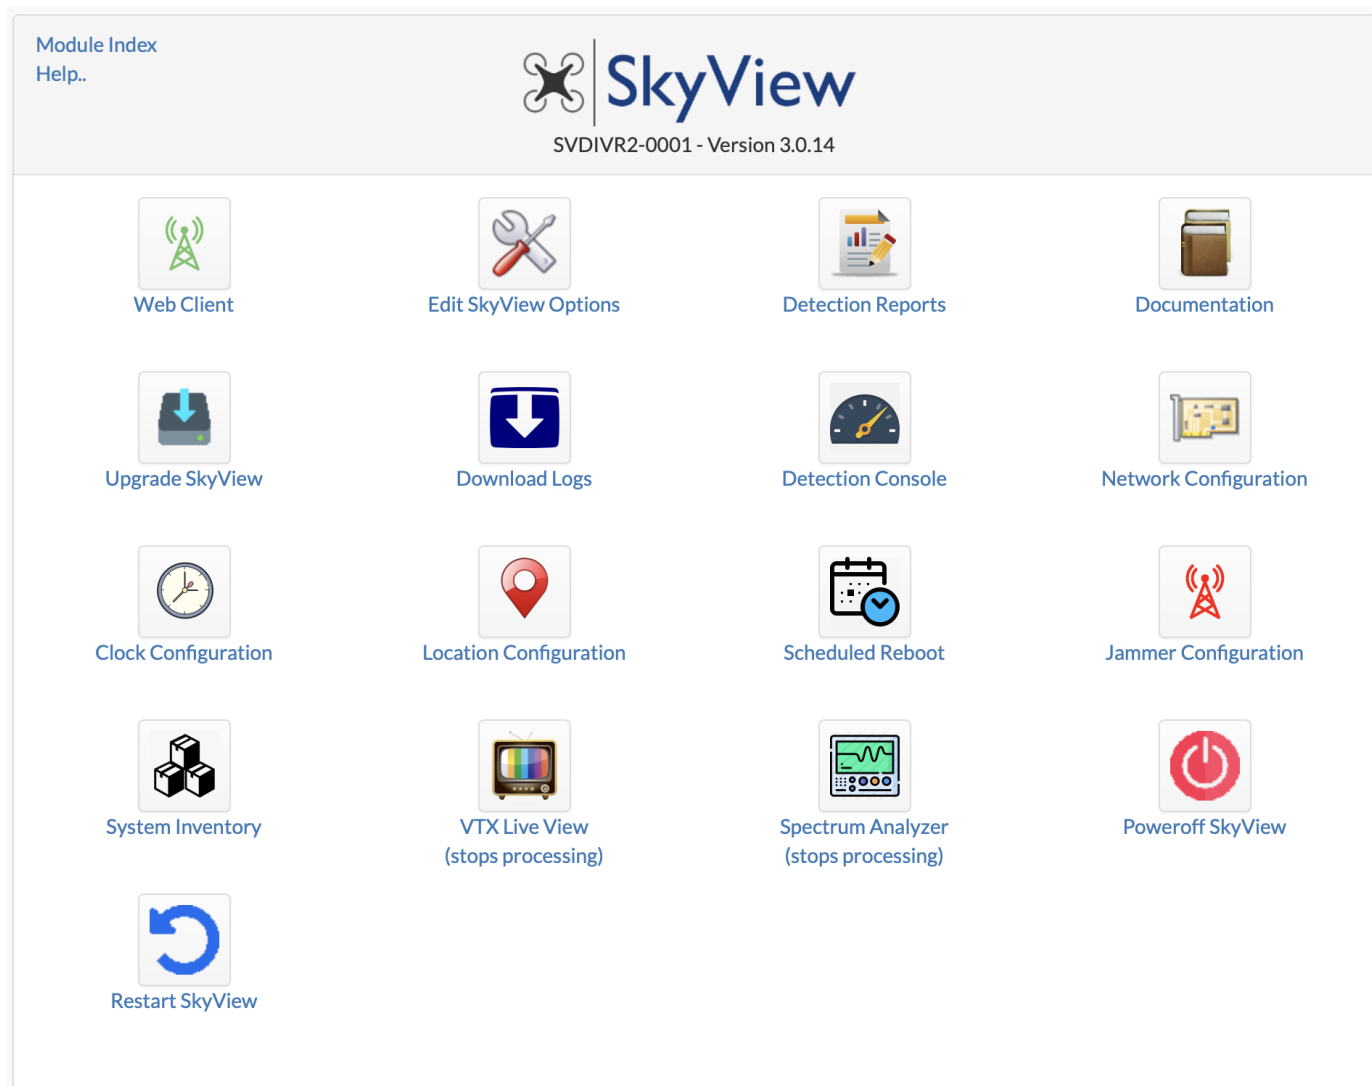 Module Index
Help..
SkyView
SVDIVR2-0001 - Version 3.0.14
Web Client
Edit SkyView Options
Detection Reports
Documentation
Upgrade SkyView
Download Logs
Detection Console
Network Configuration
Clock Configuration
Location Configuration
Scheduled Reboot
Jammer Configuration
System Inventory
VTX Live View
(stops processing)
Spectrum Analyzer
(stops processing)
Poweroff SkyView
Restart SkyView